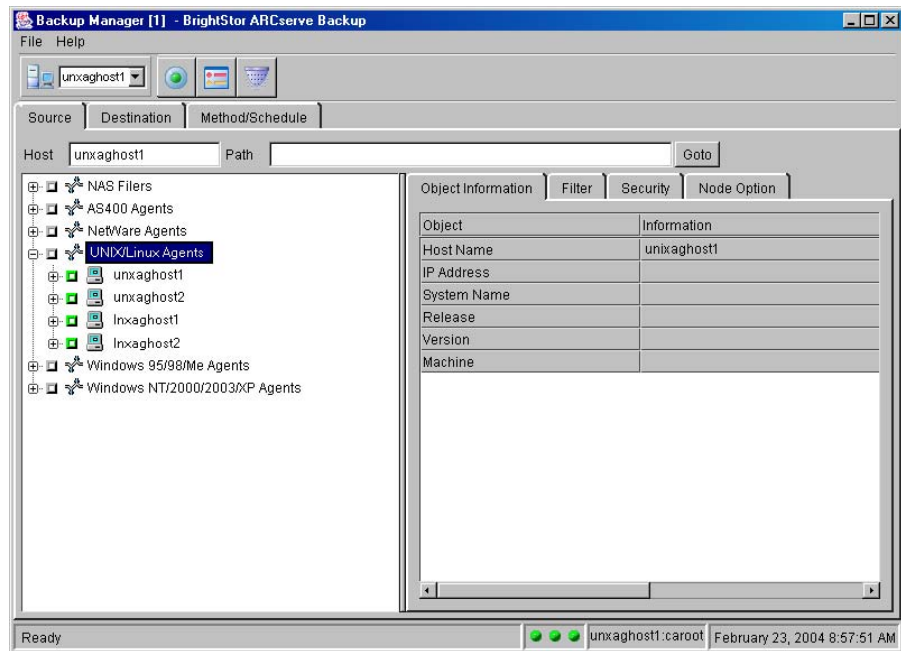 Backup Manager [1] - BrightStor ARCserve Backup
File Help
unxaghost1
Source Destination Method/Schedule
Host unxaghost1 Path Goto
NAS Filers
AS400 Agents
NetWare Agents
UNIX/Linux Agents
unxaghost1
unxaghost2
lnxaghost1
lnxaghost2
Windows 95/98/Me Agents
Windows NT/2000/2003/XP Agents
Object Information Filter Security Node Option
Object Information
Host Name unixaghost1
IP Address
System Name
Release
Version
Machine
Ready unxaghost1:caroot February 23, 2004 8:57:51 AM